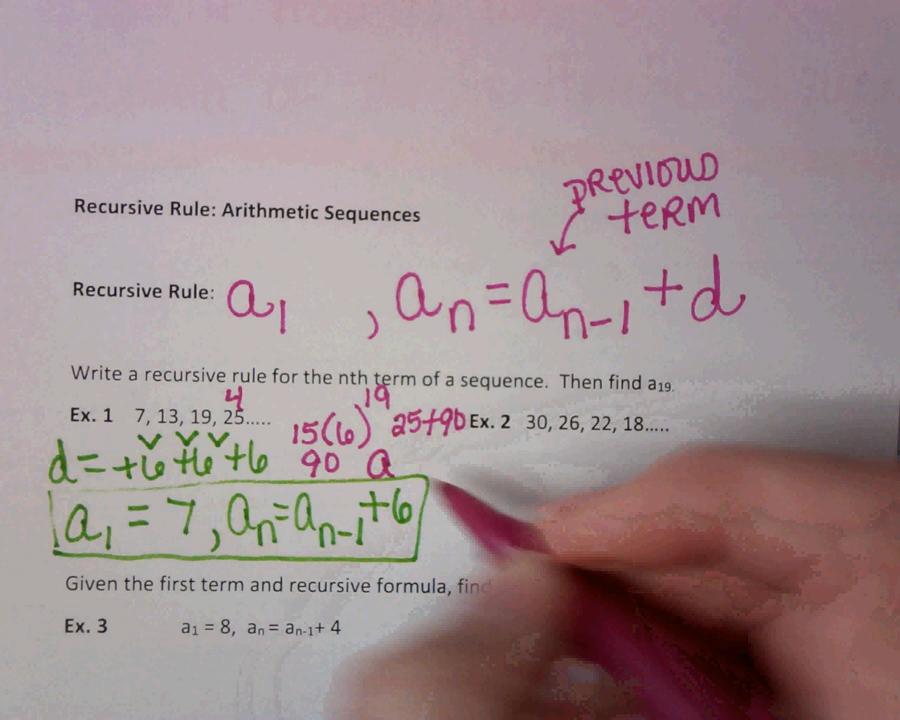 previous
term
Recursive Rule: Arithmetic Sequences
Recursive Rule: a₁ , aₙ = aₙ₋₁ + d
Write a recursive rule for the nth term of a sequence. Then find a₁₉.
4 19
Ex. 1 7, 13, 19, 25..... 15(6) 25+90 Ex. 2 30, 26, 22, 18.....
d = +6 +6 +6 90 a
a₁ = 7, aₙ = aₙ₋₁ + 6
Given the first term and recursive formula, find
Ex. 3 a₁ = 8, aₙ = aₙ₋₁ + 4